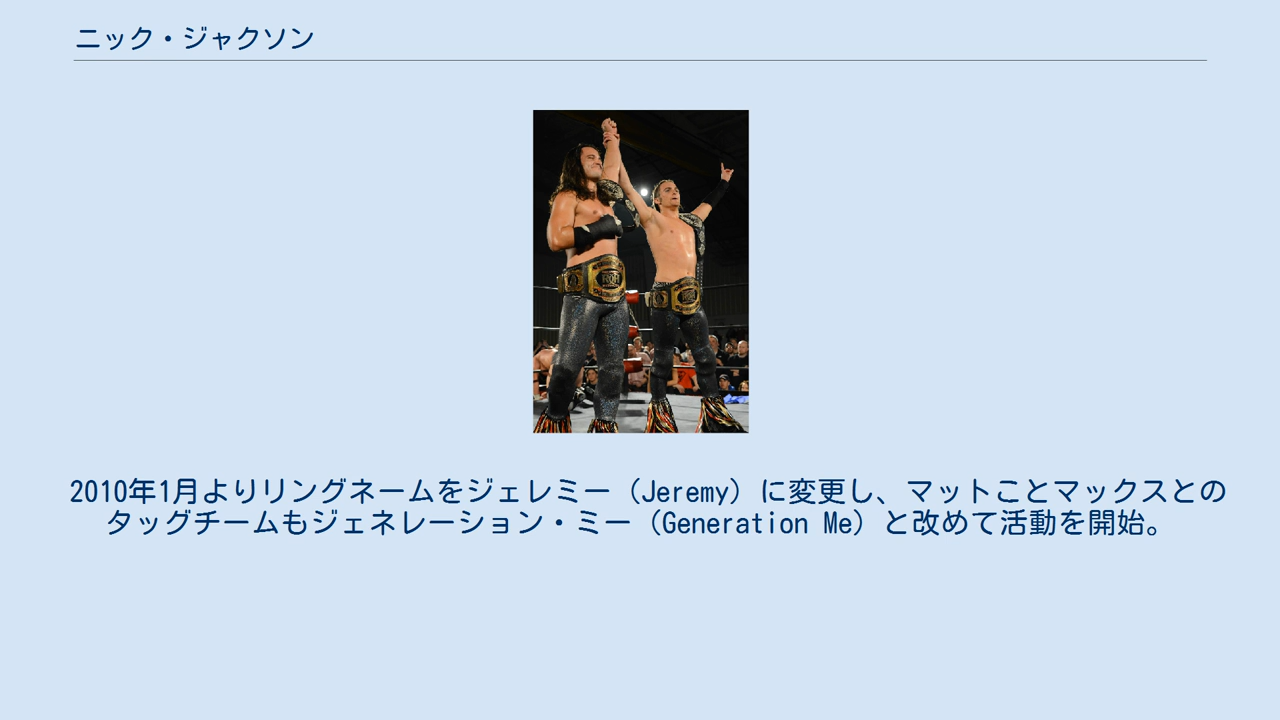 ニック・ジャクソン
2010年1月よりリングネームをジェレミー（Jeremy）に変更し、マットことマックスとの
タッグチームもジェネレーション・ミー（Generation Me）と改めて活動を開始。